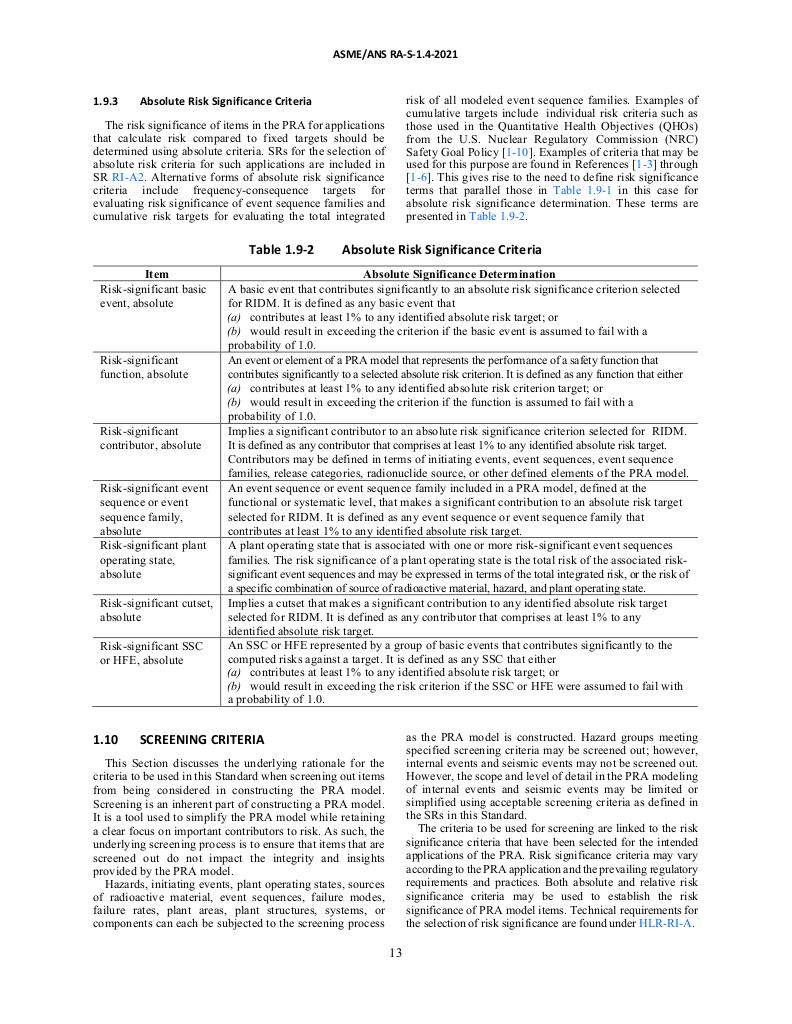 ASME/ANS RA-S-1.4-2021
1.9.3 Absolute Risk Significance Criteria
The risk significance of items in the PRA for applications
that calculate risk compared to fixed targets should be
determined using absolute criteria. SRs for the selection of
absolute risk criteria for such applications are included in
SR RI-A2. Alternative forms of absolute risk significance
criteria include frequency-consequence targets for
evaluating risk significance of event sequence families and
cumulative risk targets for evaluating the total integrated
risk of all modeled event sequence families. Examples of
cumulative targets include individual risk criteria such as
those used in the Quantitative Health Objectives (QHOs)
from the U.S. Nuclear Regulatory Commission (NRC)
Safety Goal Policy [1-10]. Examples of criteria that may be
used for this purpose are found in References [1-3] through
[1-6]. This gives rise to the need to define risk significance
terms that parallel those in Table 1.9-1 in this case for
absolute risk significance determination. These terms are
presented in Table 1.9-2.
Table 1.9-2 Absolute Risk Significance Criteria
Item Absolute Significance Determination
Risk-significant basic
event, absolute
A basic event that contributes significantly to an absolute risk significance criterion selected
for RIDM. It is defined as any basic event that
(a) contributes at least 1% to any identified absolute risk target; or
(b) would result in exceeding the criterion if the basic event is assumed to fail with a
probability of 1.0.
Risk-significant
function, absolute
An event or element of a PRA model that represents the performance of a safety function that
contributes significantly to a selected absolute risk criterion. It is defined as any function that either
(a) contributes at least 1% to any identified absolute risk criterion target; or
(b) would result in exceeding the criterion if the function is assumed to fail with a
probability of 1.0.
Risk-significant
contributor, absolute
Implies a significant contributor to an absolute risk significance criterion selected for RIDM.
It is defined as any contributor that comprises at least 1% to any identified absolute risk target.
Contributors may be defined in terms of initiating events, event sequences, event sequence
families, release categories, radionuclide source, or other defined elements of the PRA model.
Risk-significant event
sequence or event
sequence family,
absolute
An event sequence or event sequence family included in a PRA model, defined at the
functional or systematic level, that makes a significant contribution to an absolute risk target
selected for RIDM. It is defined as any event sequence or event sequence family that
contributes at least 1% to any identified absolute risk target.
Risk-significant plant
operating state,
absolute
A plant operating state that is associated with one or more risk-significant event sequences
families. The risk significance of a plant operating state is the total risk of the associated risk-
significant event sequences and may be expressed in terms of the total integrated risk, or the risk of
a specific combination of source of radioactive material, hazard, and plant operating state.
Risk-significant cutset,
absolute
Implies a cutset that makes a significant contribution to any identified absolute risk target
selected for RIDM. It is defined as any contributor that comprises at least 1% to any
identified absolute risk target.
Risk-significant SSC
or HFE, absolute
An SSC or HFE represented by a group of basic events that contributes significantly to the
computed risks against a target. It is defined as any SSC that either
(a) contributes at least 1% to any identified absolute risk target; or
(b) would result in exceeding the risk criterion if the SSC or HFE were assumed to fail with
a probability of 1.0.
1.10 SCREENING CRITERIA
This Section discusses the underlying rationale for the
criteria to be used in this Standard when screening out items
from being considered in constructing the PRA model.
Screening is an inherent part of constructing a PRA model.
It is a tool used to simplify the PRA model while retaining
a clear focus on important contributors to risk. As such, the
underlying screening process is to ensure that items that are
screened out do not impact the integrity and insights
provided by the PRA model.
Hazards, initiating events, plant operating states, sources
of radioactive material, event sequences, failure modes,
failure rates, plant areas, plant structures, systems, or
components can each be subjected to the screening process
as the PRA model is constructed. Hazard groups meeting
specified screening criteria may be screened out; however,
internal events and seismic events may not be screened out.
However, the scope and level of detail in the PRA modeling
of internal events and seismic events may be limited or
simplified using acceptable screening criteria as defined in
the SRs in this Standard.
The criteria to be used for screening are linked to the risk
significance criteria that have been selected for the intended
applications of the PRA. Risk significance criteria may vary
according to the PRA application and the prevailing regulatory
requirements and practices. Both absolute and relative risk
significance criteria may be used to establish the risk
significance of PRA model items. Technical requirements for
the selection of risk significance are found under HLR-RI-A.
13